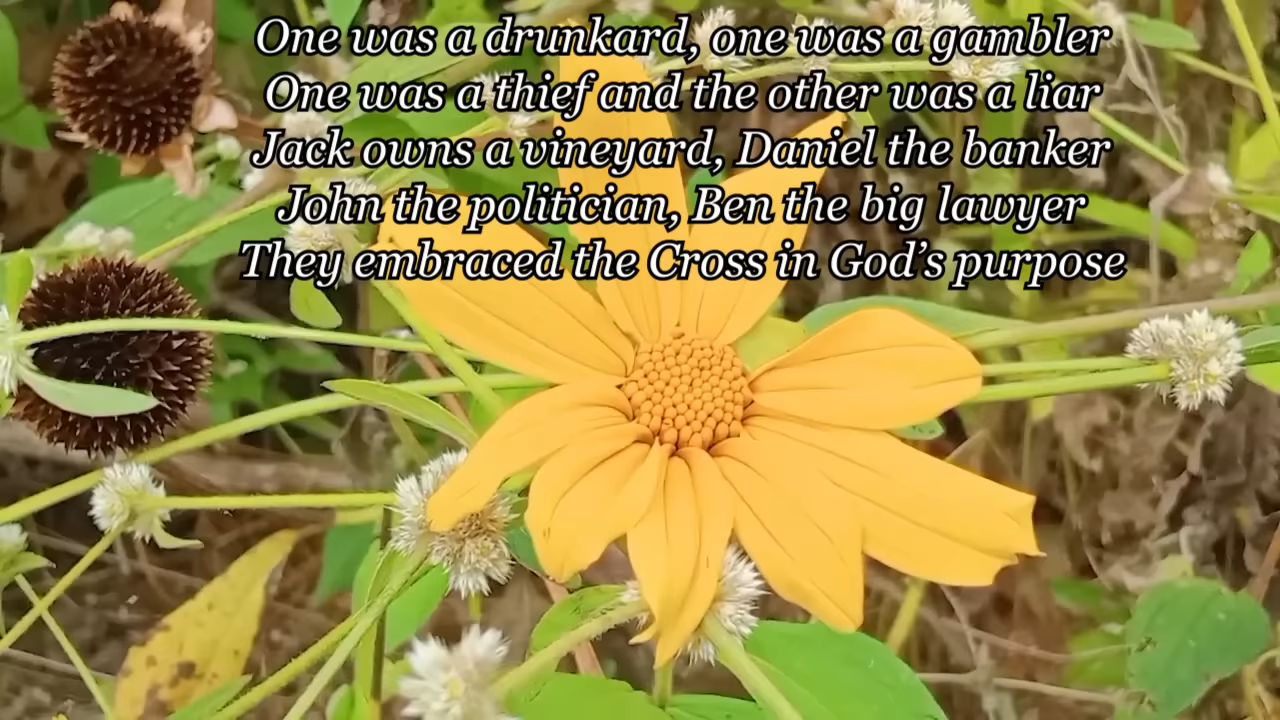 One was a drunkard, one was a gambler
One was a thief and the other was a liar
Jack owns a vineyard, Daniel the banker
John the politician, Ben the big lawyer
They embraced the Cross in God’s purpose